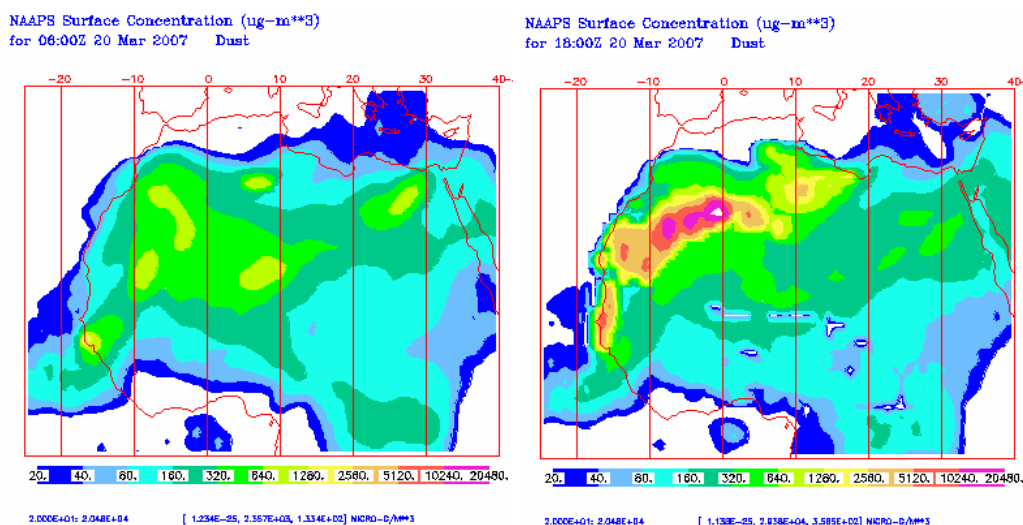 NAAPS Surface Concentration (ug-m**3)
for 06:00Z 20 Mar 2007 Dust
-20 -10 0 10 20 30 40-
20. 40. 80. 160. 320. 640. 1280. 2560. 5120. 10240. 20480.
2.000E+01: 2.048E+04 [ 1.234E-25, 2.357E+03, 1.334E+02] MICRO-G/M**3
NAAPS Surface Concentration (ug-m**3)
for 18:00Z 20 Mar 2007 Dust
-20 -10 0 10 20 30 40-
20. 40. 80. 160. 320. 640. 1280. 2560. 5120. 10240. 20480.
2.000E+01: 2.048E+04 [ 1.138E-25, 2.938E+04, 3.585E+02] MICRO-G/M**3